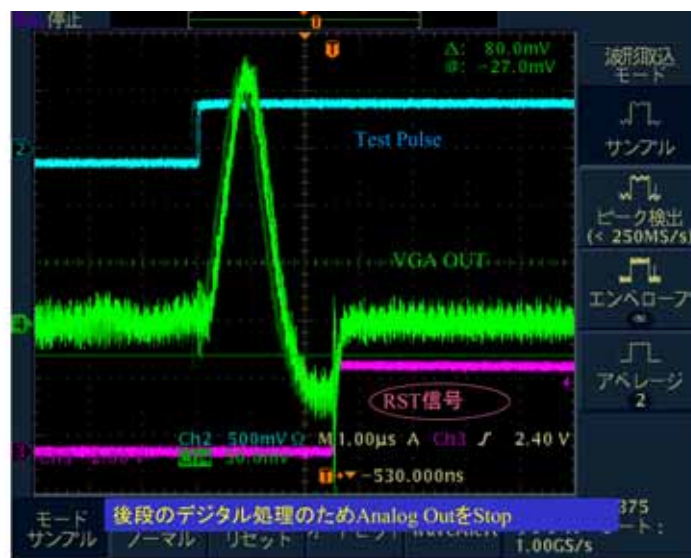 停止
Δ: 80.0mV
@: -27.0mV
波形取込
モード
サンプル
ピーク検出
(< 250MS/s)
エンベロープ
∞
アベレージ
2
2
Test Pulse
VGA OUT
4
RST信号
3
Ch2 500mVΩ M 1.00µs A Ch3 ʃ 2.40 V
-530.000ns
後段のデジタル処理のためAnalog OutをStop
モード
サンプル
ノーマル
リセット
1.00GS/s